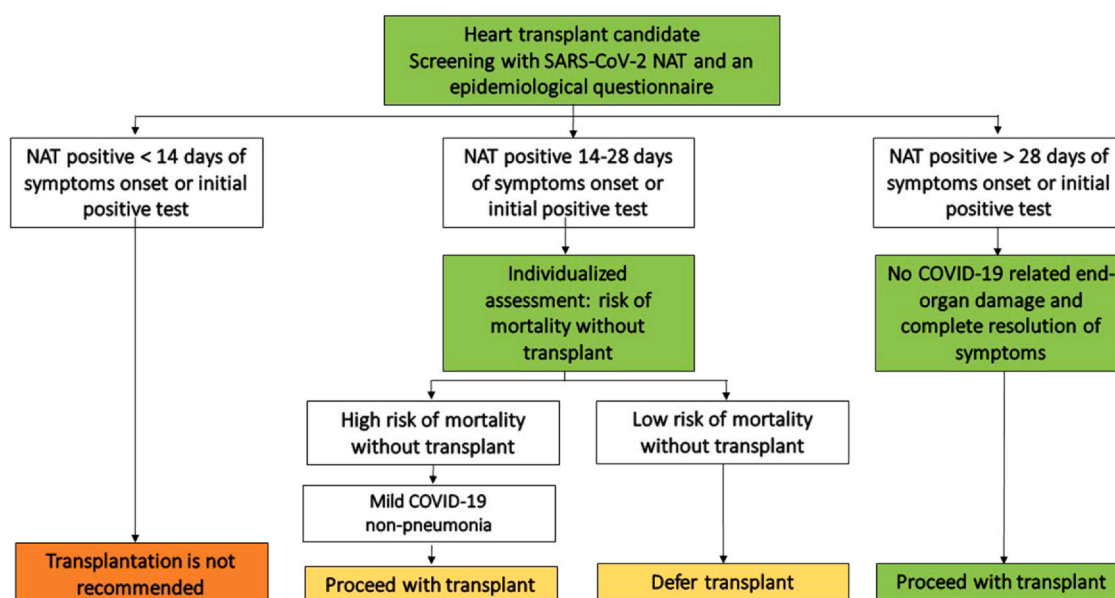 Heart transplant candidate
Screening with SARS-CoV-2 NAT and an
epidemiological questionnaire
NAT positive < 14 days of
symptoms onset or initial
positive test
NAT positive 14-28 days
of symptoms onset or
initial positive test
NAT positive > 28 days of
symptoms onset or initial
positive test
Individualized
assessment: risk of
mortality without
transplant
No COVID-19 related end-
organ damage and
complete resolution of
symptoms
High risk of mortality
without transplant
Low risk of mortality
without transplant
Mild COVID-19
non-pneumonia
Transplantation is not
recommended
Proceed with transplant
Defer transplant
Proceed with transplant